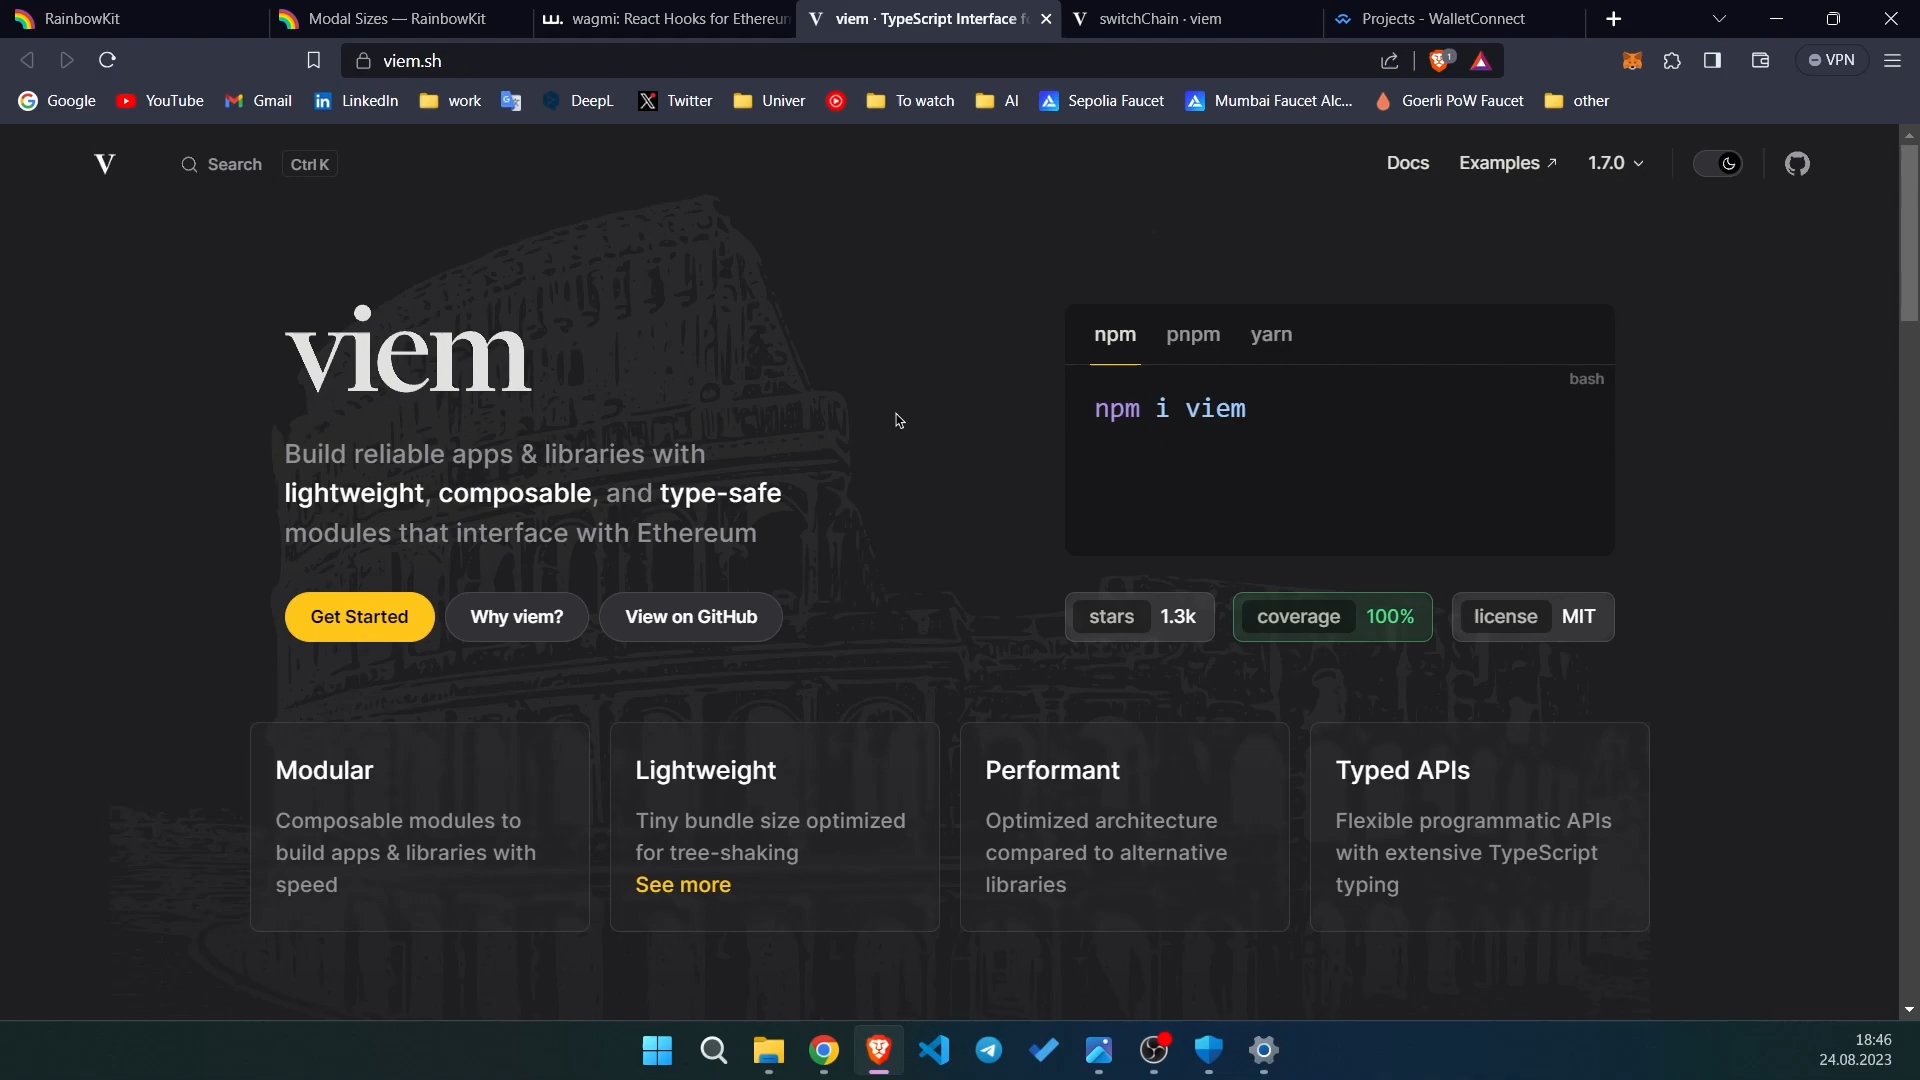 RainbowKit
Modal Sizes — RainbowKit
wagmi: React Hooks for Ethereun
viem · TypeScript Interface f
switchChain · viem
Projects - WalletConnect
viem.sh
1
VPN
Google
YouTube
Gmail
LinkedIn
work
DeepL
Twitter
Univer
To watch
AI
Sepolia Faucet
Mumbai Faucet Alc...
Goerli PoW Faucet
other
V
Search
Ctrl K
Docs
Examples
1.7.0
viem
Build reliable apps & libraries with
lightweight, composable, and type-safe
modules that interface with Ethereum
Get Started
Why viem?
View on GitHub
npm
pnpm
yarn
bash
npm i viem
stars 1.3k
coverage 100%
license MIT
Modular
Composable modules to
build apps & libraries with
speed
Lightweight
Tiny bundle size optimized
for tree-shaking
See more
Performant
Optimized architecture
compared to alternative
libraries
Typed APIs
Flexible programmatic APIs
with extensive TypeScript
typing
18:46
24.08.2023